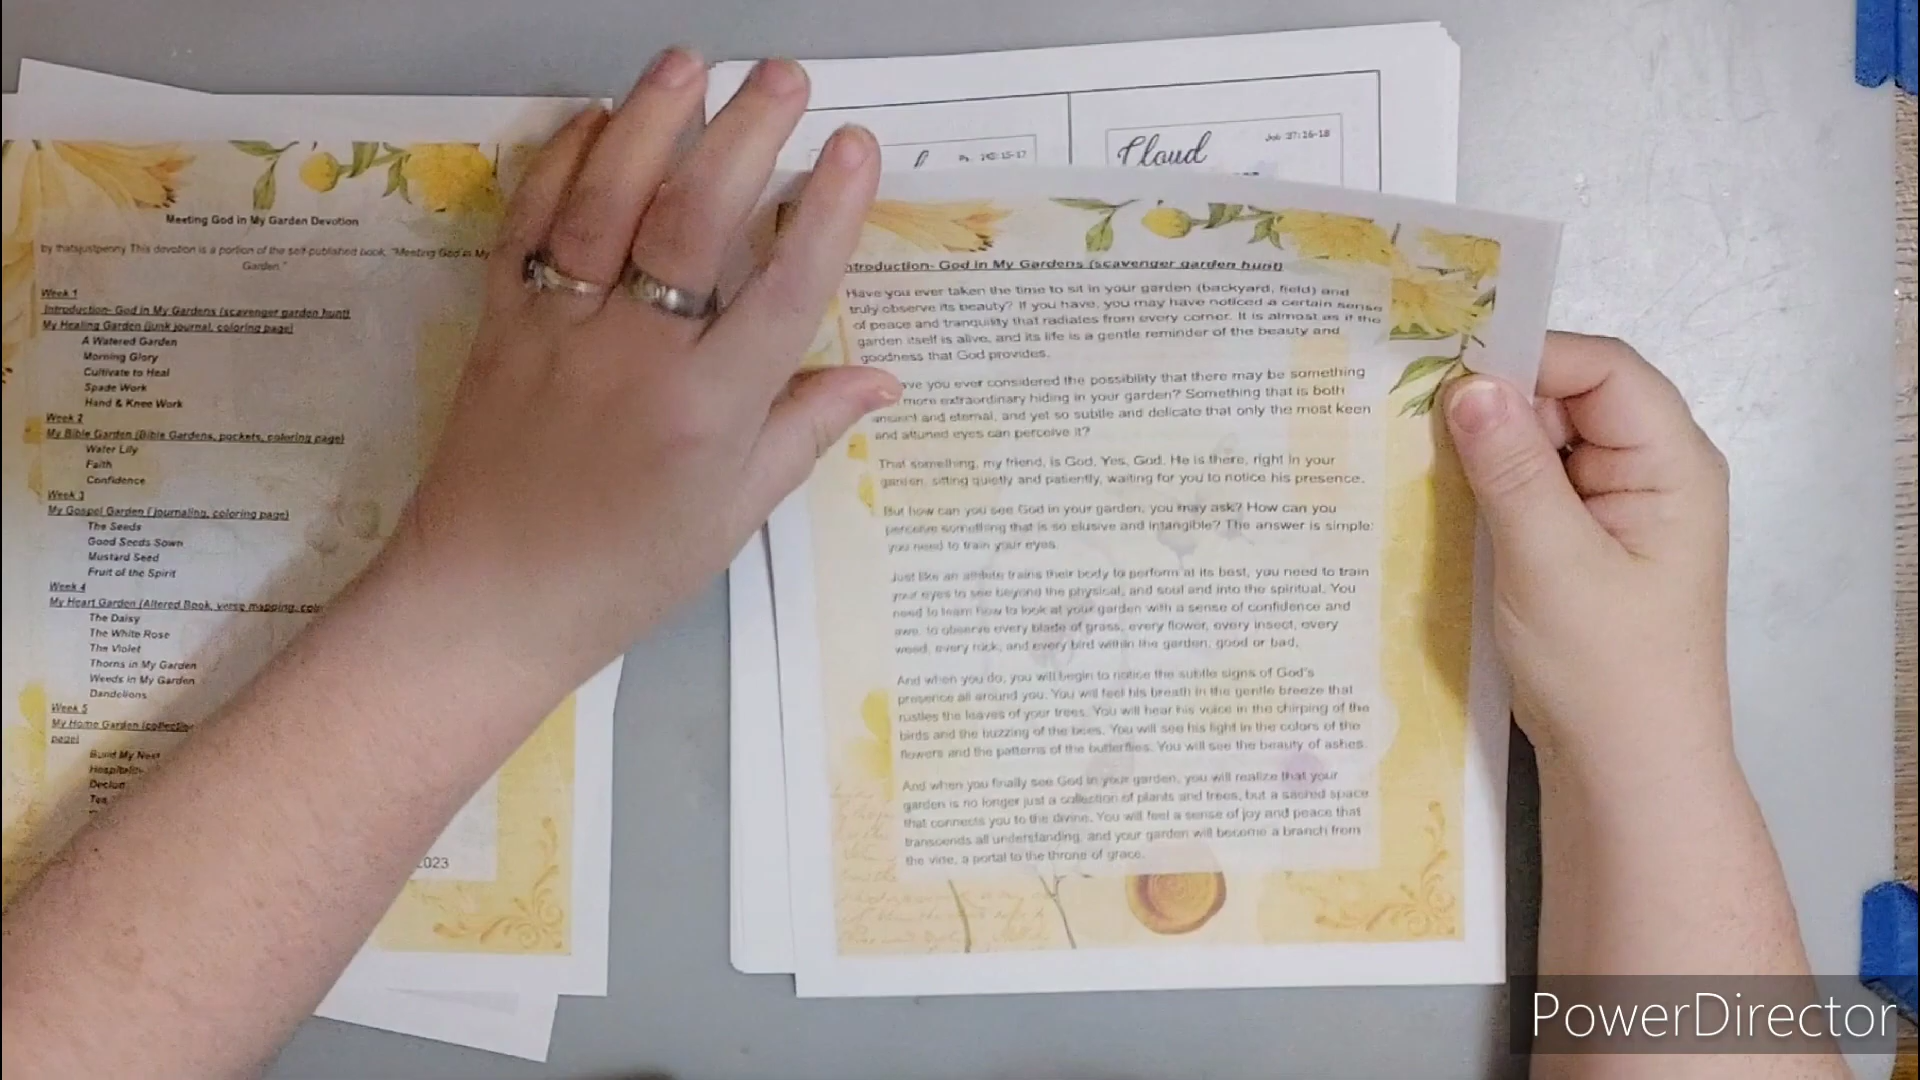 Meeting God in My Garden Devotion
by thatsjustpenny This devotion is a portion of the self-published book, "Meeting God in My
Garden."
Week 1
Introduction- God in My Gardens (scavenger garden hunt)
My Healing Garden (junk journal, coloring page)
A Watered Garden
Morning Glory
Cultivate to Heal
Spade Work
Hand & Knee Work
Week 2
My Bible Garden (Bible Gardens, pockets, coloring page)
Water Lily
Faith
Confidence
Week 3
My Gospel Garden ( journaling, coloring page)
The Seeds
Good Seeds Sown
Mustard Seed
Fruit of the Spirit
Week 4
My Heart Garden (Altered Book, verse mapping,
The Daisy
The White Rose
The Violet
Thorns in My Garden
Weeds in My Garden
Dandelions
Week 5
My Home Garden
page)
Build My Nest
Tea
2023
Ps. 145:15-17
Cloud
Job 37:16-18
Introduction- God in My Gardens (scavenger garden hunt)
Have you ever taken the time to sit in your garden (backyard, field) and
truly observe its beauty? If you have, you may have noticed a certain sense
of peace and tranquility that radiates from every corner. It is almost as if the
garden itself is alive, and its life is a gentle reminder of the beauty and
goodness that God provides.
you ever considered the possibility that there may be something
more extraordinary hiding in your garden? Something that is both
ancient and eternal, and yet so subtle and delicate that only the most keen
and attuned eyes can perceive it?
That something, my friend, is God. Yes, God. He is there, right in your
garden, sitting quietly and patiently, waiting for you to notice his presence.
But how can you see God in your garden, you may ask? How can you
perceive something that is so elusive and intangible? The answer is simple:
you need to train your eyes.
Just like an athlete trains their body to perform at its best, you need to train
your eyes to see beyond the physical, and soul and into the spiritual. You
need to learn how to look at your garden with a sense of confidence and
awe, to observe every blade of grass, every flower, every insect, every
weed, every rock, and every bird within the garden, good or bad.
And when you do, you will begin to notice the subtle signs of God's
presence all around you. You will feel his breath in the gentle breeze that
rustles the leaves of your trees. You will hear his voice in the chirping of the
birds and the buzzing of the bees. You will see his light in the colors of the
flowers and the patterns of the butterflies. You will see the beauty of ashes.
And when you finally see God in your garden, you will realize that your
garden is no longer just a collection of plants and trees, but a sacred space
that connects you to the divine. You will feel a sense of joy and peace that
transcends all understanding, and your garden will become a branch from
the vine, a portal to the throne of grace.
PowerDirector